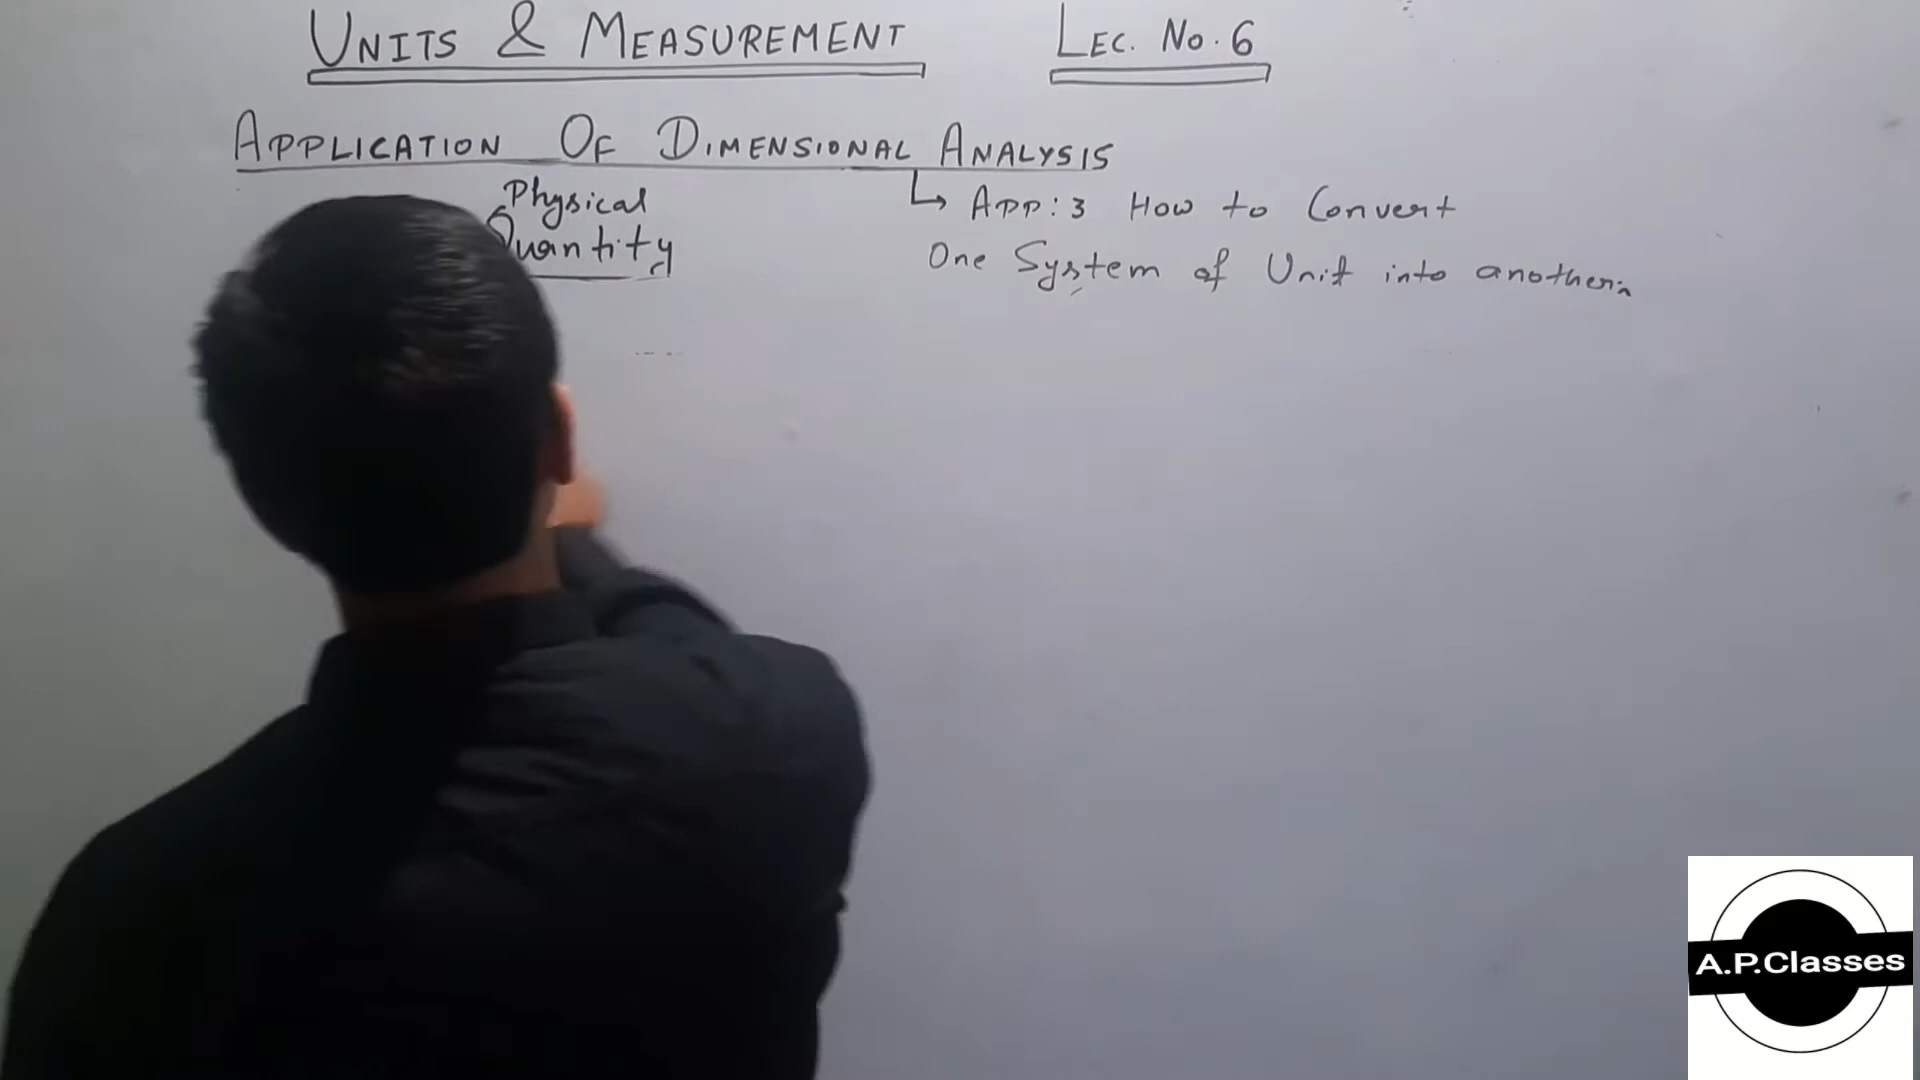 UNITS & MEASUREMENT LEC. NO. 6
APPLICATION OF DIMENSIONAL ANALYSIS
Physical
Quantity
↳ APP: 3 HOW to Convert
One System of Unit into another:
A.P.Classes